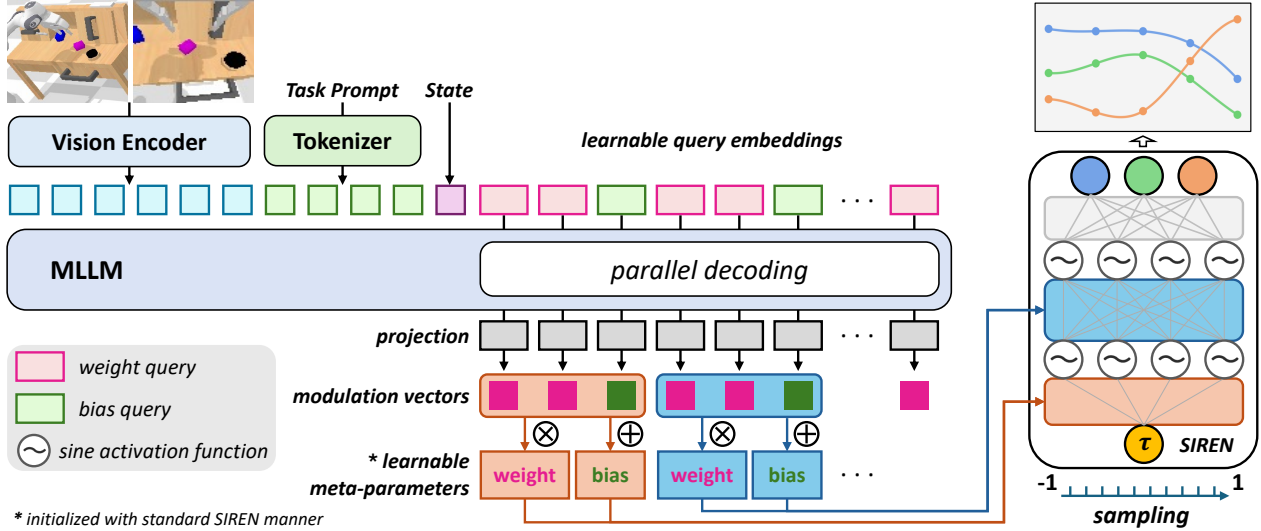 Task Prompt
State
Vision Encoder
Tokenizer
learnable query embeddings
. . .
MLLM
parallel decoding
projection
. . .
weight query
bias query
sine activation function
modulation vectors
* learnable
meta-parameters
weight
bias
weight
bias
. . .
* initialized with standard SIREN manner
τ
SIREN
-1
1
sampling